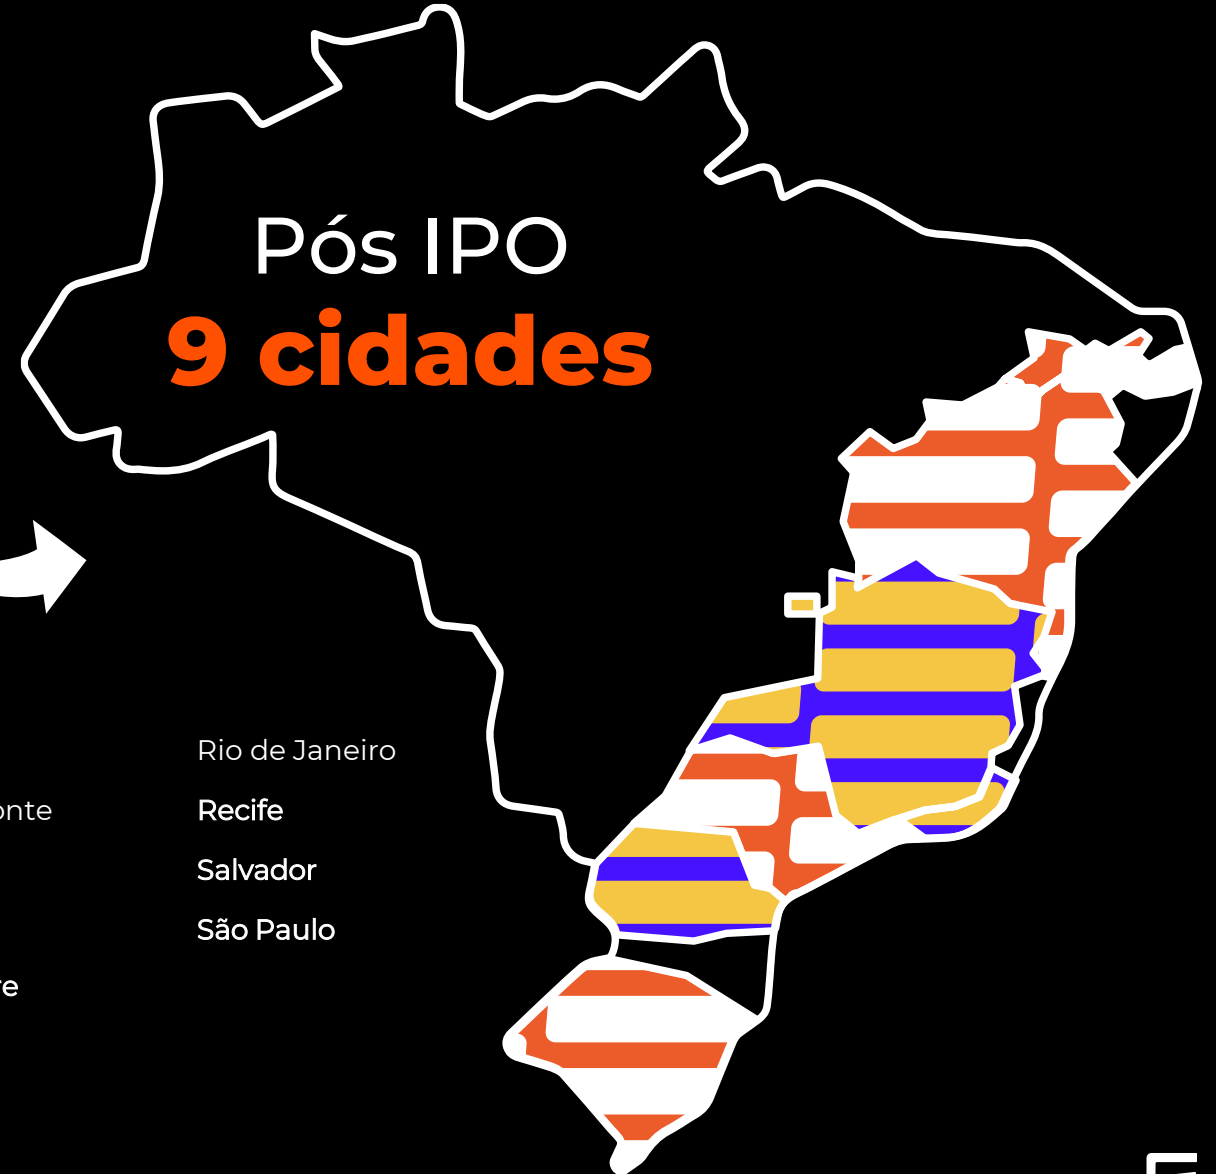 Pós IPO
9 cidades
Rio de Janeiro
Recife
Salvador
São Paulo